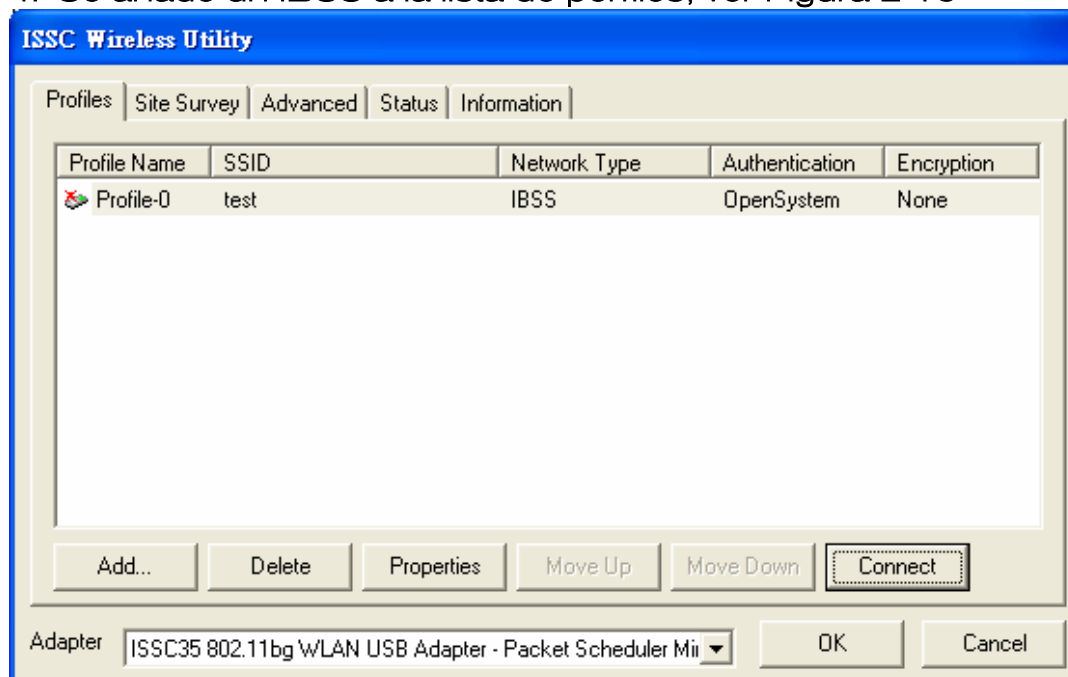 ISSC Wireless Utility
Profiles Site Survey Advanced Status Information
Profile Name SSID Network Type Authentication Encryption
Profile-0 test IBSS OpenSystem None
Add... Delete Properties Move Up Move Down Connect
Adapter ISSC35 802.11bg WLAN USB Adapter - Packet Scheduler Mi OK Cancel